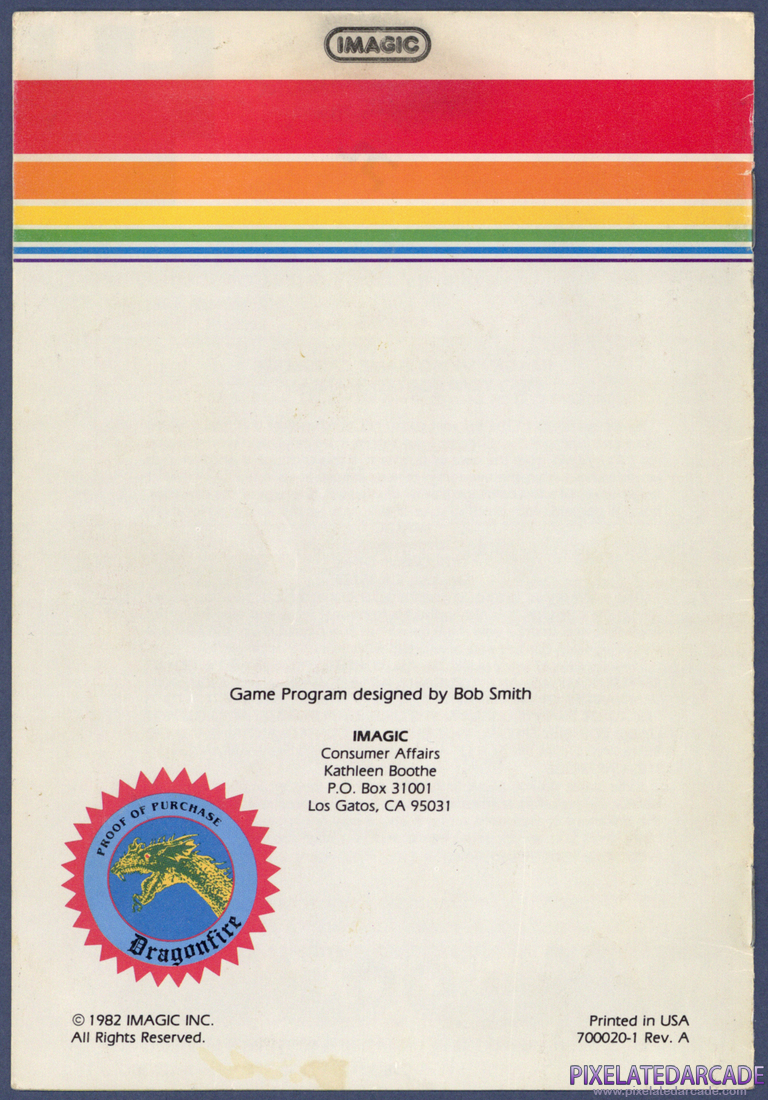 IMAGIC
Game Program designed by Bob Smith
IMAGIC
Consumer Affairs
Kathleen Boothe
P.O. Box 31001
Los Gatos, CA 95031
PROOF OF PURCHASE
Dragonfire
© 1982 IMAGIC INC.
All Rights Reserved.
Printed in USA
700020-1 Rev. A
PIXELATEDARCADE
www.pixelatedarcade.com